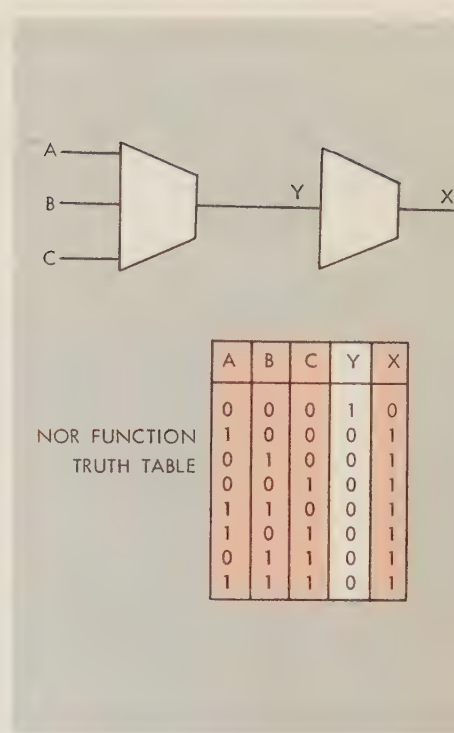 A
B
C
Y
X
A B C Y X
0 0 0 1 0
1 0 0 0 1
0 1 0 0 1
0 0 1 0 1
1 1 0 0 1
1 0 1 0 1
0 1 1 0 1
1 1 1 0 1
NOR FUNCTION
TRUTH TABLE